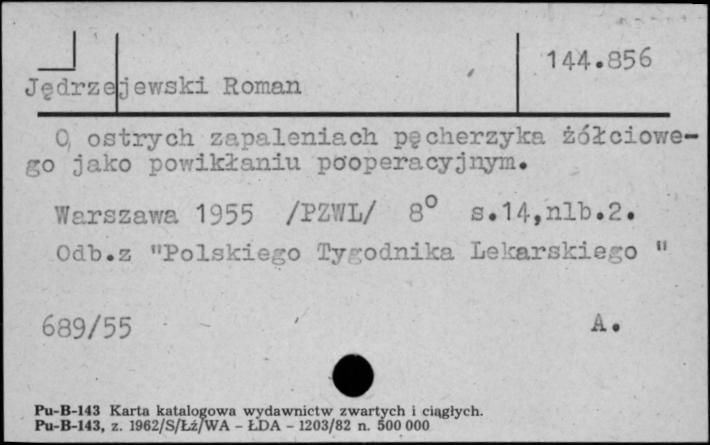 144.856
Jędrzejewski Roman
O ostrych zapaleniach pęcherzyka żółciowe-
go jako powikłaniu pooperacyjnym.
Warszawa 1955 /PZWL/ 8° s.14,nlb.2.
Odb.z "Polskiego Tygodnika Lekarskiego "
689/55 A.
Pu-B-143 Karta katalogowa wydawnictw zwartych i ciągłych.
Pu-B-143, z. 1962/S/Łź/WA - ŁDA - 1203/82 n. 500 000